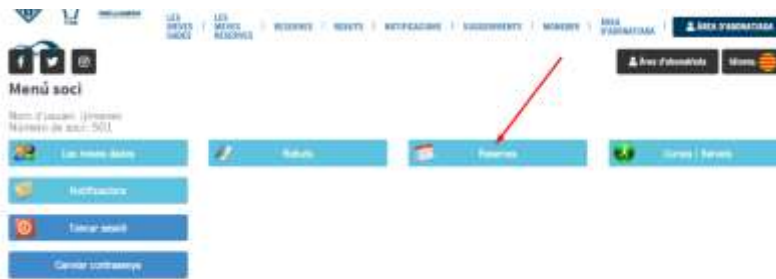 LES MEVES DADES
LES MEVES RESERVES
RESERVES
REBUTS
NOTIFICACIONS
SUGGERIMENTS
MONEDER
ÀREA D'ABONAT/ADA
ÀREA D'ABONAT/ADA
Àrea d'abonat/ada
Idioma
Menú soci
Nom d'usuari:
Número de soci: 501
Les meves dades
Rebuts
Reserves
Cursos i Serveis
Notificacions
Tancar sessió
Canviar contrasenya